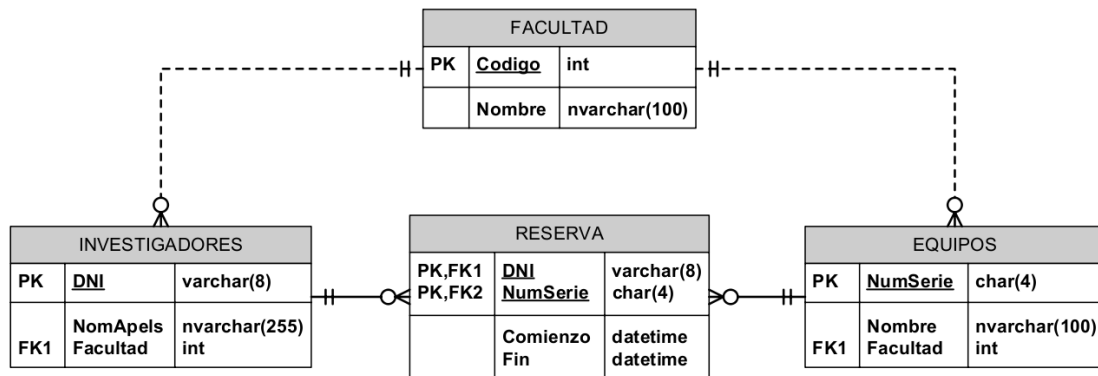 FACULTAD
PK Codigo int
Nombre nvarchar(100)
INVESTIGADORES
PK DNI varchar(8)
NomApels nvarchar(255)
FK1 Facultad int
RESERVA
PK,FK1 DNI varchar(8)
PK,FK2 NumSerie char(4)
Comienzo datetime
Fin datetime
EQUIPOS
PK NumSerie char(4)
Nombre nvarchar(100)
FK1 Facultad int